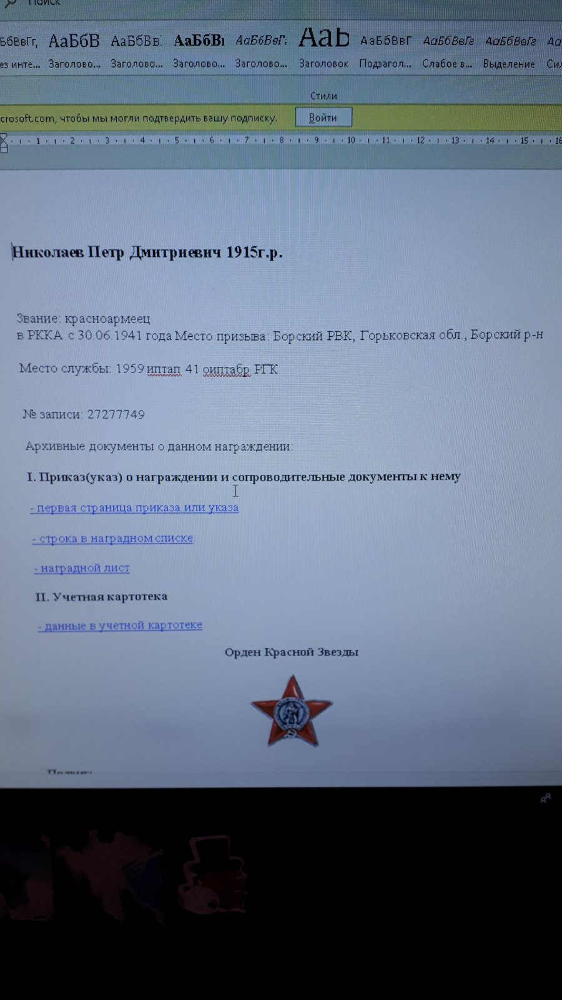 Поиск
бБвВгГг, АаБбВ АаБбВв: АаБбВı АаБбВвГг Ааb АаБбВвГ АаБбВвГг АаБбВвГг Аа
ез инте... Заголово... Заголово... Заголово... Заголово... Заголовок Подзагол... Слабое в... Выделение Сил
Стили
crosoft.com, чтобы мы могли подтвердить вашу подписку. Войти
1 2 3 4 5 6 7 8 9 10 11 12 13 14 15 16
Николаев Петр Дмитриевич 1915г.р.
Звание: красноармеец
в РККА с 30.06.1941 года Место призыва: Борский РВК, Горьковская обл., Борский р-н
Место службы: 1959 иптап 41 оиптабр РГК
№ записи: 27277749
Архивные документы о данном награждении:
I. Приказ(указ) о награждении и сопроводительные документы к нему
- первая страница приказа или указа
- строка в наградном списке
- наградной лист
II. Учетная картотека
- данные в учетной картотеке
Орден Красной Звезды